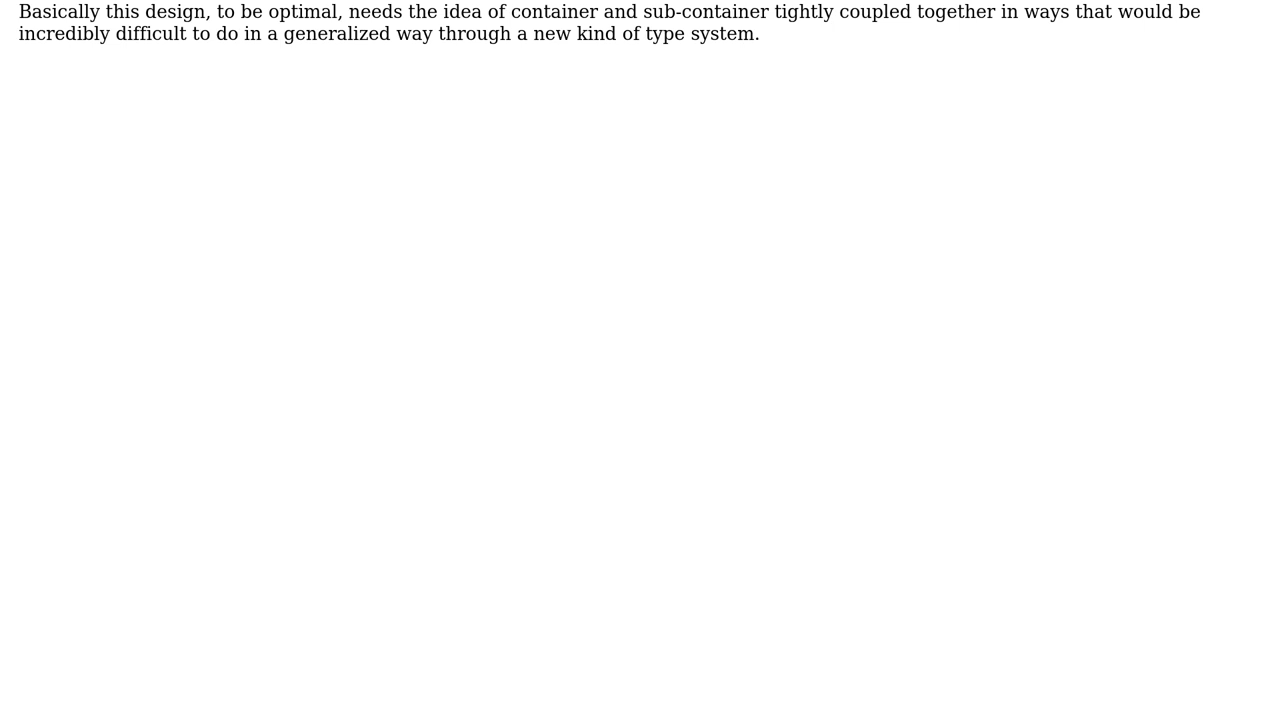 Basically this design, to be optimal, needs the idea of container and sub-container tightly coupled together in ways that would be
incredibly difficult to do in a generalized way through a new kind of type system.